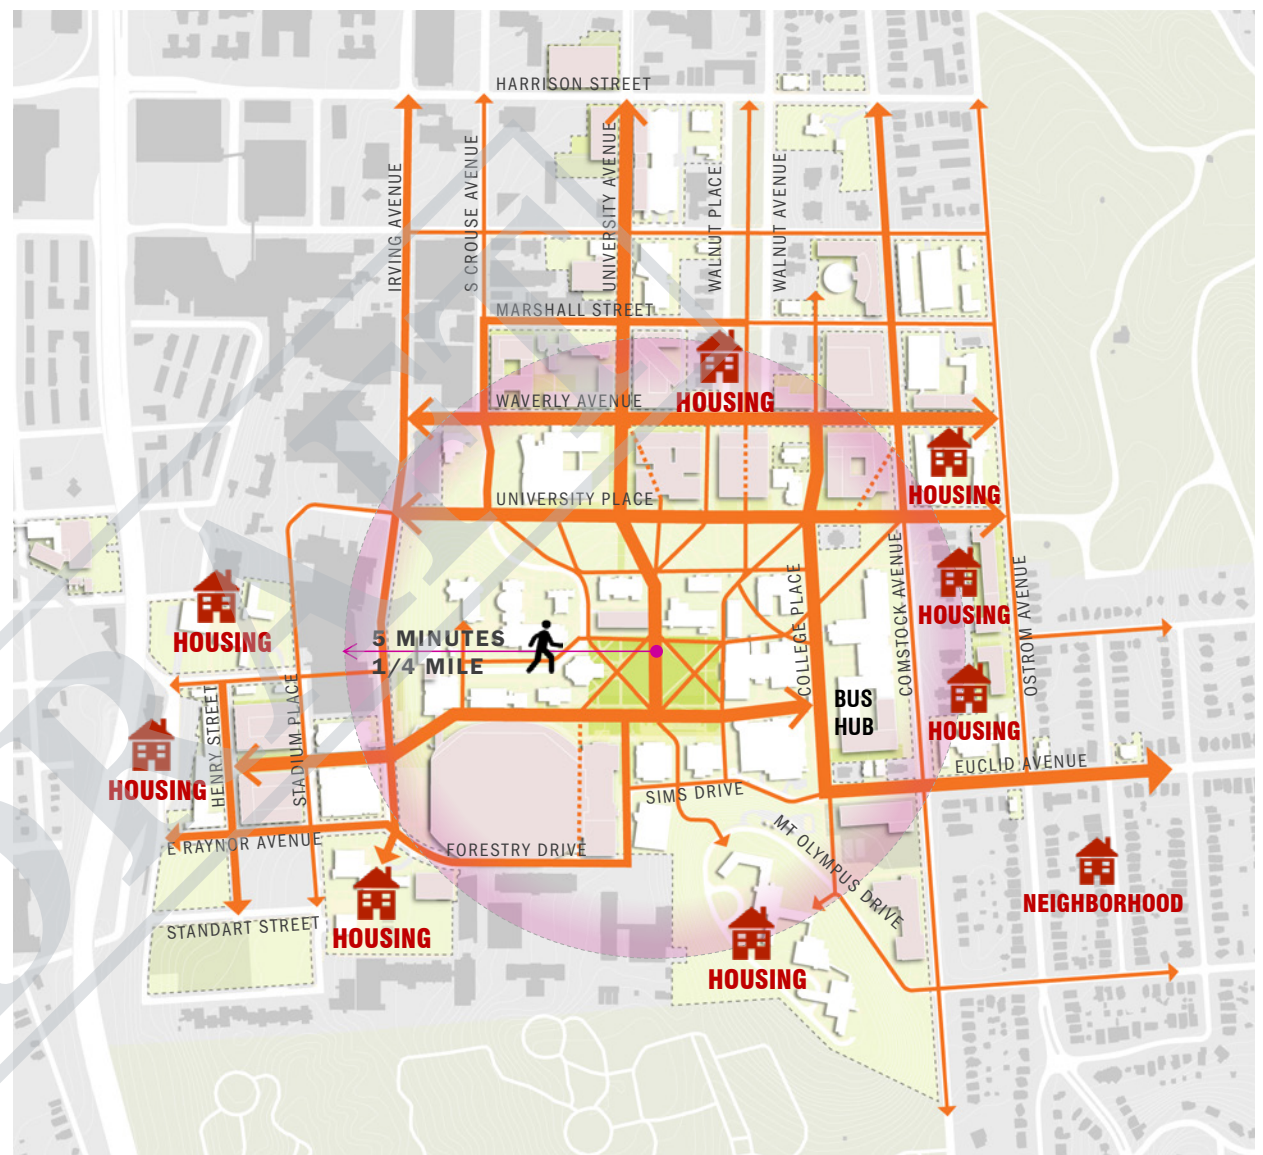 HARRISON STREET
IRVING AVENUE
S CROUSE AVENUE
UNIVERSITY AVENUE
WALNUT PLACE
WALNUT AVENUE
MARSHALL STREET
WAVERLY AVENUE
HOUSING
HOUSING
UNIVERSITY PLACE
HOUSING
HOUSING
5 MINUTES
1/4 MILE
COLLEGE PLACE
COMSTOCK AVENUE
OSTROM AVENUE
BUS
HUB
HOUSING
HOUSING
HENRY STREET
STADIUM PLACE
EUCLID AVENUE
SIMS DRIVE
MT OLYMPUS DRIVE
E RAYNOR AVENUE
FORESTRY DRIVE
NEIGHBORHOOD
STANDART STREET
HOUSING
HOUSING
DRAFT